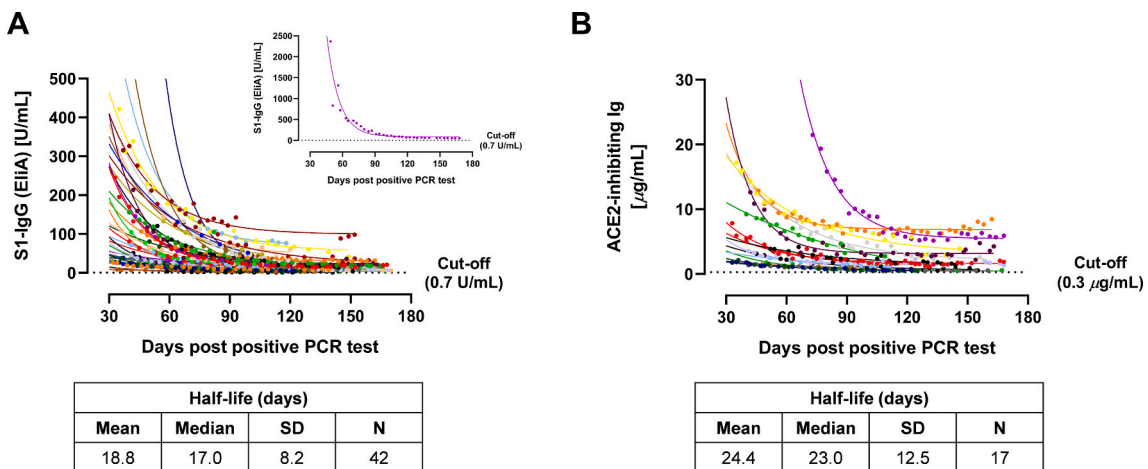 A
S1-IgG (EliA) [U/mL]
500
400
300
200
100
0
30
60
90
120
150
180
Days post positive PCR test
Cut-off
(0.7 U/mL)
S1-IgG (EliA) [U/mL]
2500
2000
1500
1000
500
0
30
60
90
120
150
180
Days post positive PCR test
Cut-off
(0.7 U/mL)
Half-life (days)
Mean Median SD N
18.8 17.0 8.2 42
B
ACE2-inhibiting Ig
[µg/mL]
30
20
10
0
30
60
90
120
150
180
Days post positive PCR test
Cut-off
(0.3 µg/mL)
Half-life (days)
Mean Median SD N
24.4 23.0 12.5 17